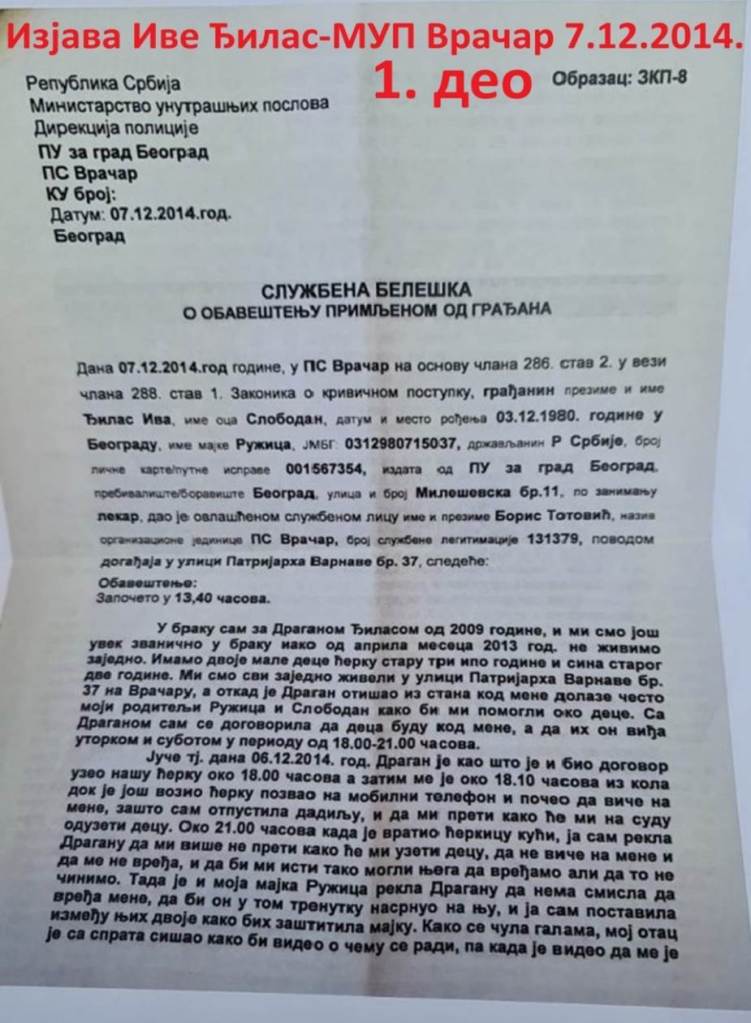 Изјава Иве Ђилас-МУП Врачар 7.12.2014.
1. део
Образац: ЗКП-8
Република Србија
Министарство унутрашњих послова
Дирекција полиције
ПУ за град Београд
ПС Врачар
КУ број:
Датум: 07.12.2014.год.
Београд
СЛУЖБЕНА БЕЛЕШКА
О ОБАВЕШТЕЊУ ПРИМЉЕНОМ ОД ГРАЂАНА
Дана 07.12.2014.год године, у ПС Врачар на основу члана 286. став 2. у вези
члана 288. став 1. Законика о кривичном поступку, грађанин презиме и име
Ђилас Ива, име оца Слободан, датум и место рођења 03.12.1980. године у
Београду, име мајке Ружица, ЈМБГ 0312980715037, држављанин Р Србије, број
личне карте/путне исправе 001567354, издата од ПУ за град Београд,
пребивалиште/боравиште Београд, улица и број Милешевска бр.11, по занимању
лекар, дао је овлашћеном службеном лицу име и презиме Борис Тотовић, назив
организационе јединице ПС Врачар, број службене легитимације 131379, поводом
догађаја у улици Патријарха Варнаве бр. 37, следеће:
Обавештење:
Започето у 13,40 часова.
У браку сам за Драганом Ђиласом од 2009 године, и ми смо још
увек званично у браку иако од априла месеца 2013 год. не живимо
заједно. Имамо двоје мале деце ћерку стару три ипо године и сина старог
две године. Ми смо сви заједно живели у улици Патријарха Варнаве бр.
37 на Врачару, а откад је Драган отишао из стана код мене долазе често
моји родитељи Ружица и Слободан како би ми помогли око деце. Са
Драганом сам се договорила да деца буду код мене, а да их он виђа
уторком и суботом у периоду од 18.00-21.00 часова.
Јуче тј. дана 06.12.2014. год. Драган је као што је и био договор
узео нашу ћерку око 18.00 часова а затим ме је око 18.10 часова из кола
док је још возио ћерку позвао на мобилни телефон и почео да виче на
мене, зашто сам отпустила дадиљу, и да ми прети како ће ми на суду
одузети децу. Око 21.00 часова када је вратио ћеркицу кући, ја сам рекла
Драгану да ми више не прети како ће ми узети децу, да не виче на мене и
да ме не вређа, и да би ми исти тако могли њега да вређамо али да то не
чинимо. Тада је и моја мајка Ружица рекла Драгану да нема смисла да
вређа мене, да би он у том тренутку насрнуо на њу, и ја сам поставила
између њих двоје како бих заштитила мајку. Како се чула галама, мој отац
је са спрата сишао како би видео о чему се ради, па када је видео да ме је